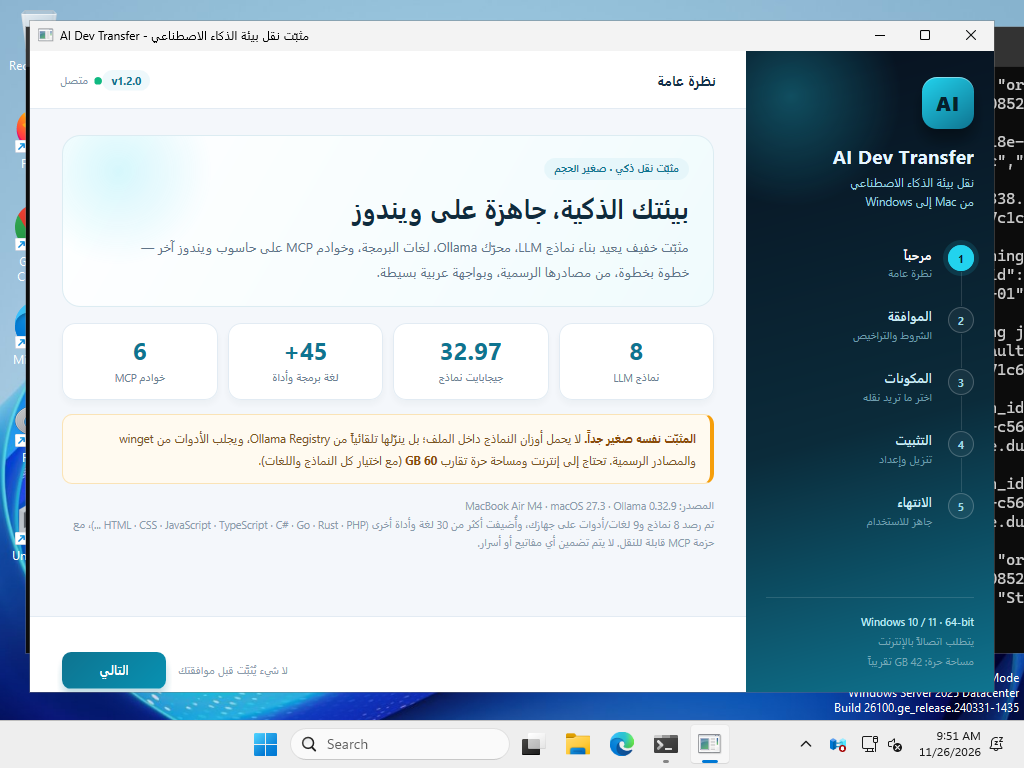 AI Dev Transfer - مثبّت نقل بيئة الذكاء الاصطناعي
نظرة عامة
v1.2.0
متصل
AI
AI Dev Transfer
نقل بيئة الذكاء الاصطناعي
من Mac إلى Windows
1
مرحباً
نظرة عامة
2
الموافقة
الشروط والتراخيص
3
المكونات
اختر ما تريد نقله
4
التثبيت
تنزيل وإعداد
5
الانتهاء
جاهز للاستخدام
Windows 10 / 11 · 64-bit
يتطلب اتصالاً بالإنترنت
مساحة حرة: 42 GB تقريباً
مثبّت نقل ذكي · صغير الحجم
بيئتك الذكية، جاهزة على ويندوز
مثبّت خفيف يعيد بناء نماذج LLM، محرّك Ollama، لغات البرمجة، وخوادم MCP على حاسوب ويندوز آخر —
خطوة بخطوة، من مصادرها الرسمية، وبواجهة عربية بسيطة.
8
نماذج LLM
32.97
جيجابايت نماذج
45+
لغة برمجة وأداة
6
خوادم MCP
المثبّت نفسه صغير جداً. لا يحمل أوزان النماذج داخل الملف؛ بل ينزّلها تلقائياً من Ollama Registry، ويجلب الأدوات من winget
والمصادر الرسمية. تحتاج إلى إنترنت ومساحة حرة تقارب 60 GB (مع اختيار كل النماذج واللغات).
المصدر: MacBook Air M4 · macOS 27.3 · Ollama 0.32.9
تم رصد 8 نماذج و9 لغات/أدوات على جهازك، وأُضيفت أكثر من 30 لغة وأداة أخرى (HTML · CSS · JavaScript · TypeScript · C# · Go · Rust · PHP ...)، مع
حزمة MCP قابلة للنقل. لا يتم تضمين أي مفاتيح أو أسرار.
لا شيء يُثبَّت قبل موافقتك
التالي
Mode
Windows Server 2025 Datacenter
Build 26100.ge_release.240331-1435
Search
9:51 AM
11/26/2026